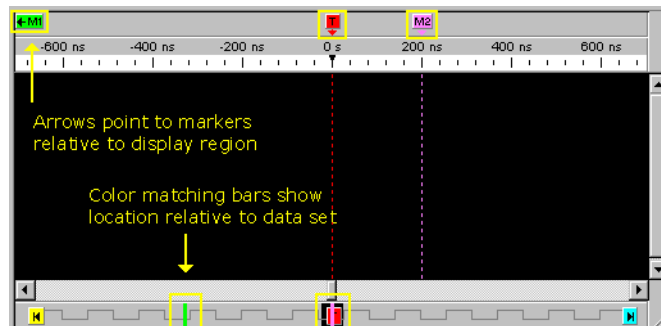 M1 T M2
-600 ns -400 ns -200 ns 0 s 200 ns 400 ns 600 ns
Arrows point to markers
relative to display region
Color matching bars show
location relative to data set
T